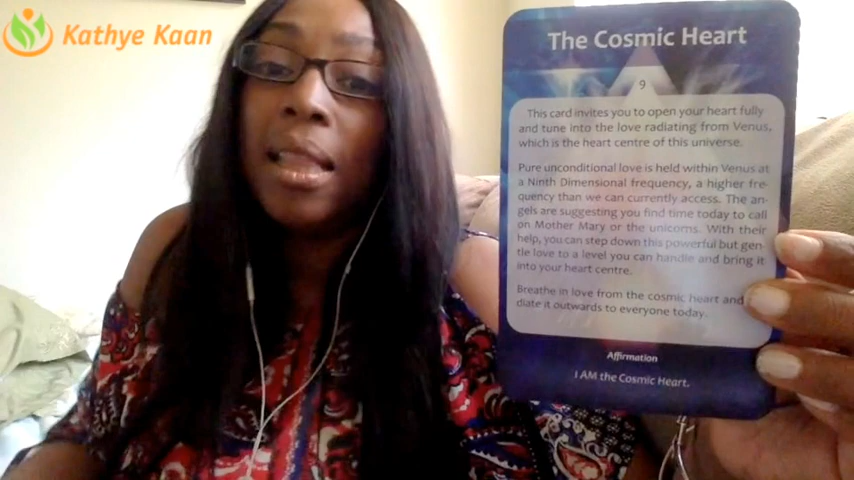 Kathye Kaan
The Cosmic Heart
9
This card invites you to open your heart fully
and tune into the love radiating from Venus,
which is the heart centre of this universe.
Pure unconditional love is held within Venus at
a Ninth Dimensional frequency, a higher fre-
quency than we can currently access. The an-
gels are suggesting you find time today to call
on Mother Mary or the unicorns. With their
help, you can step down this powerful but gen-
tle love to a level you can handle and bring it
into your heart centre.
Breathe in love from the cosmic heart and
diate it outwards to everyone today.
Affirmation
I AM the Cosmic Heart.